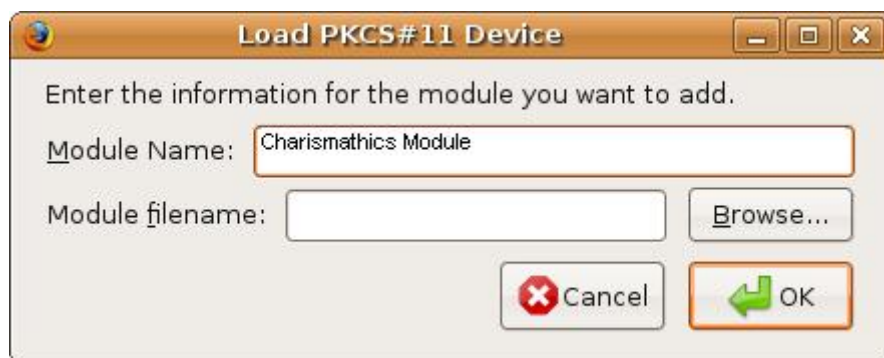 Load PKCS#11 Device
Enter the information for the module you want to add.
Module Name: Charismathics Module
Module filename: Browse...
Cancel OK